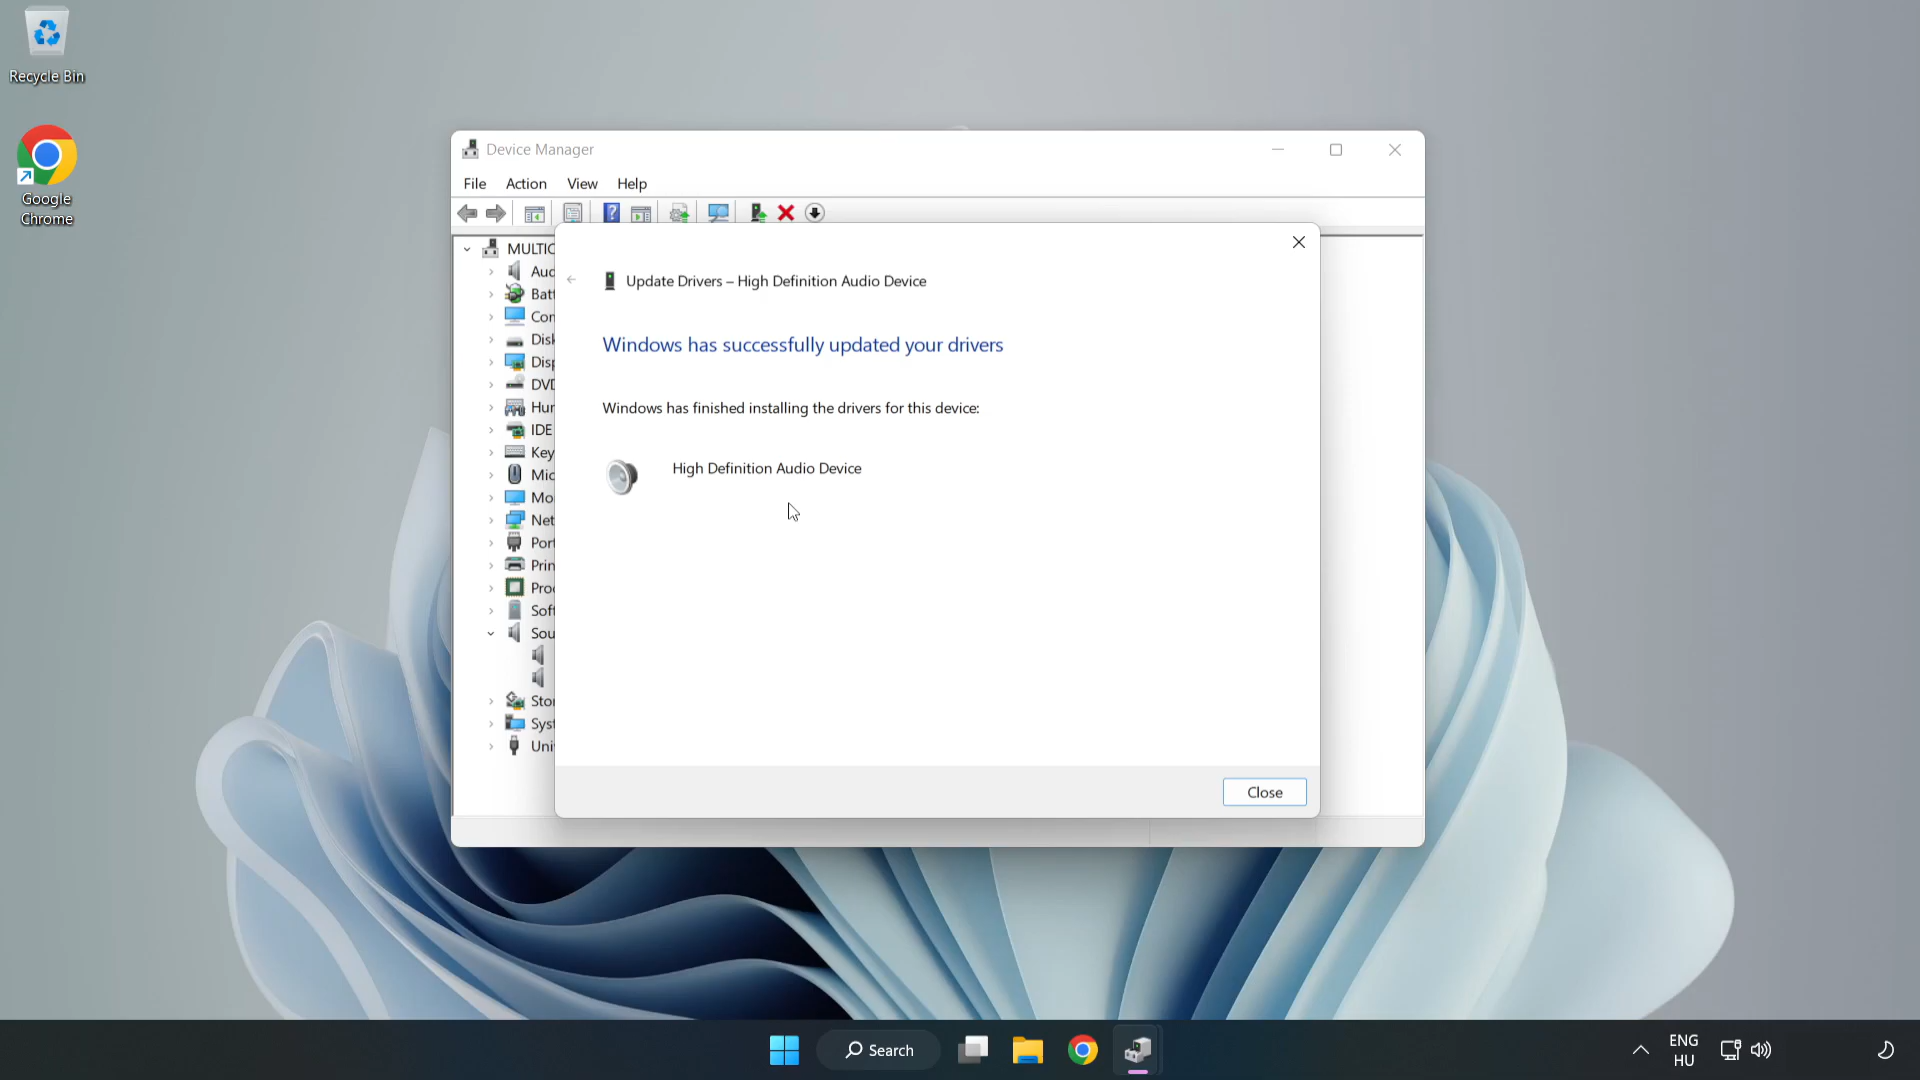 Recycle Bin
Google
Chrome
Device Manager
File Action View Help
MULTIC
Aud
Batt
Con
Disk
Disp
DVD
Hun
IDE
Key
Mic
Mon
Net
Port
Prin
Proc
Soft
Sou
Stor
Syst
Univ
Update Drivers – High Definition Audio Device
Windows has successfully updated your drivers
Windows has finished installing the drivers for this device:
High Definition Audio Device
Close
Search
ENG
HU